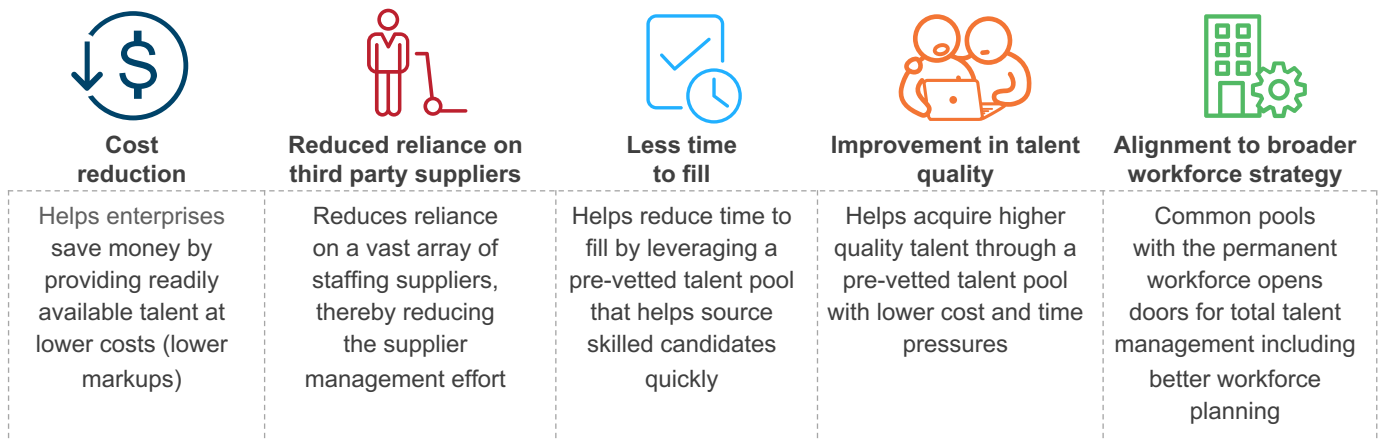 $
Cost
reduction
Helps enterprises
save money by
providing readily
available talent at
lower costs (lower
markups)
Reduced reliance on
third party suppliers
Reduces reliance
on a vast array of
staffing suppliers,
thereby reducing
the supplier
management effort
Less time
to fill
Helps reduce time to
fill by leveraging a
pre-vetted talent pool
that helps source
skilled candidates
quickly
Improvement in talent
quality
Helps acquire higher
quality talent through a
pre-vetted talent pool
with lower cost and time
pressures
Alignment to broader
workforce strategy
Common pools
with the permanent
workforce opens
doors for total talent
management including
better workforce
planning